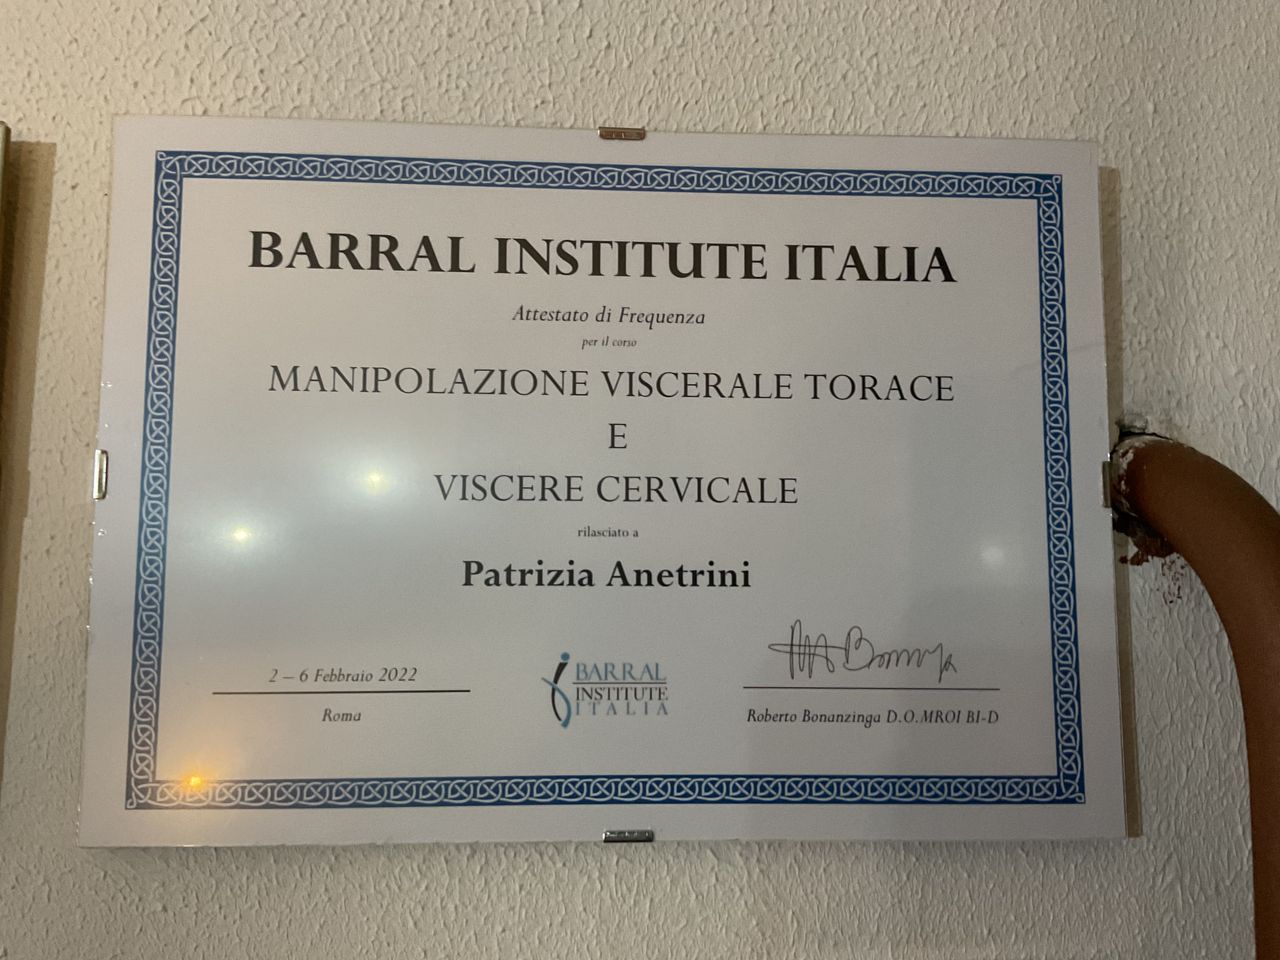 BARRAL INSTITUTE ITALIA
Attestato di Frequenza
per il corso
MANIPOLAZIONE VISCERALE TORACE
E
VISCERE CERVICALE
rilasciato a
Patrizia Anetrini
2 – 6 Febbraio 2022
Roma
BARRAL
INSTITUTE
ITALIA
Roberto Bonanzinga D.O.MROI BI-D